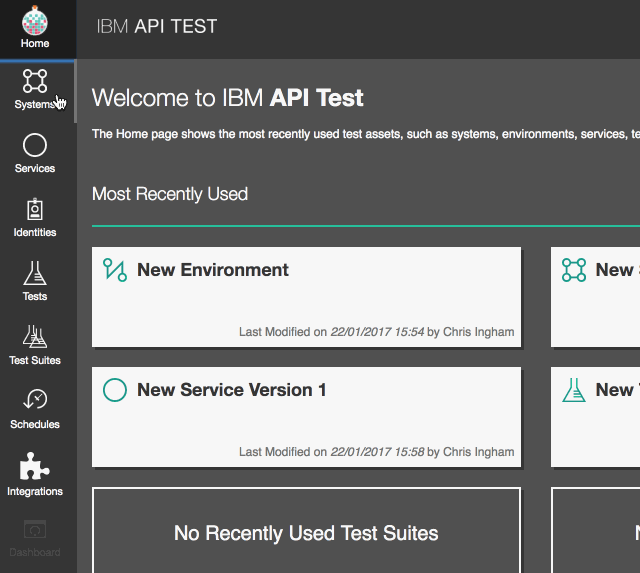 Home
IBM API TEST
Systems
Services
Identities
Tests
Test Suites
Schedules
Integrations
Dashboard
Welcome to IBM API Test
The Home page shows the most recently used test assets, such as systems, environments, services, te
Most Recently Used
New Environment
Last Modified on 22/01/2017 15:54 by Chris Ingham
New
New Service Version 1
Last Modified on 22/01/2017 15:58 by Chris Ingham
New
No Recently Used Test Suites